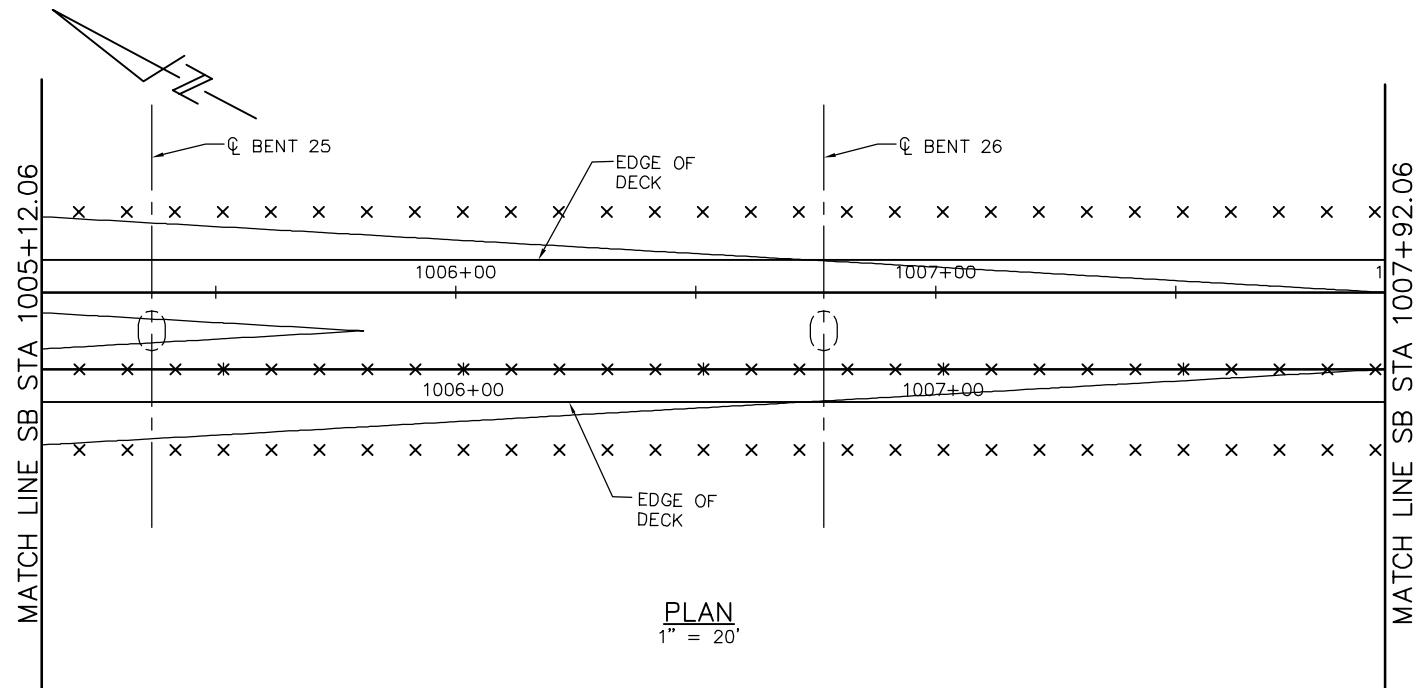 ℄ BENT 25
℄ BENT 26
EDGE OF
DECK
MATCH LINE SB STA 1005+12.06
MATCH LINE SB STA 1007+92.06
1006+00
1007+00
1
1006+00
1007+00
EDGE OF
DECK
PLAN
1" = 20'